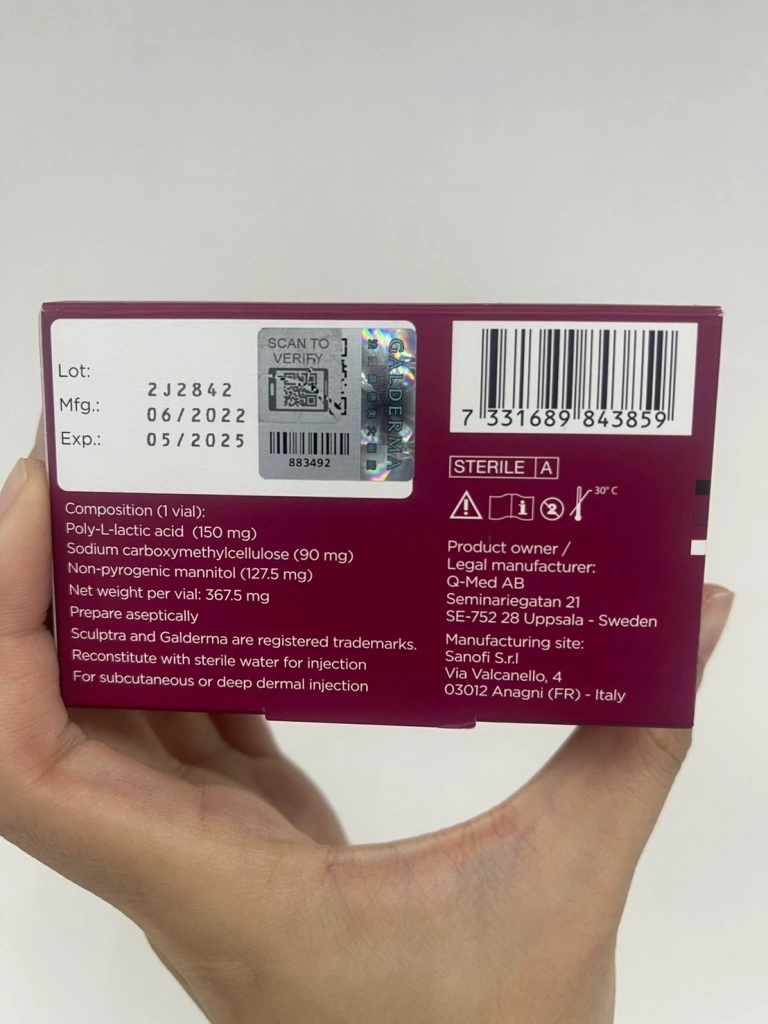 Lot:
2J2842
Mfg.:
06/2022
Exp.:
05/2025
SCAN TO
VERIFY
883492
GALDERMA
7 331689 843859
STERILE A
30°C
Composition (1 vial):
Poly-L-lactic acid (150 mg)
Sodium carboxymethylcellulose (90 mg)
Non-pyrogenic mannitol (127.5 mg)
Net weight per vial: 367.5 mg
Prepare aseptically
Sculptra and Galderma are registered trademarks.
Reconstitute with sterile water for injection
For subcutaneous or deep dermal injection
Product owner /
Legal manufacturer:
Q-Med AB
Seminariegatan 21
SE-752 28 Uppsala - Sweden
Manufacturing site:
Sanofi S.r.l
Via Valcanello, 4
03012 Anagni (FR) - Italy